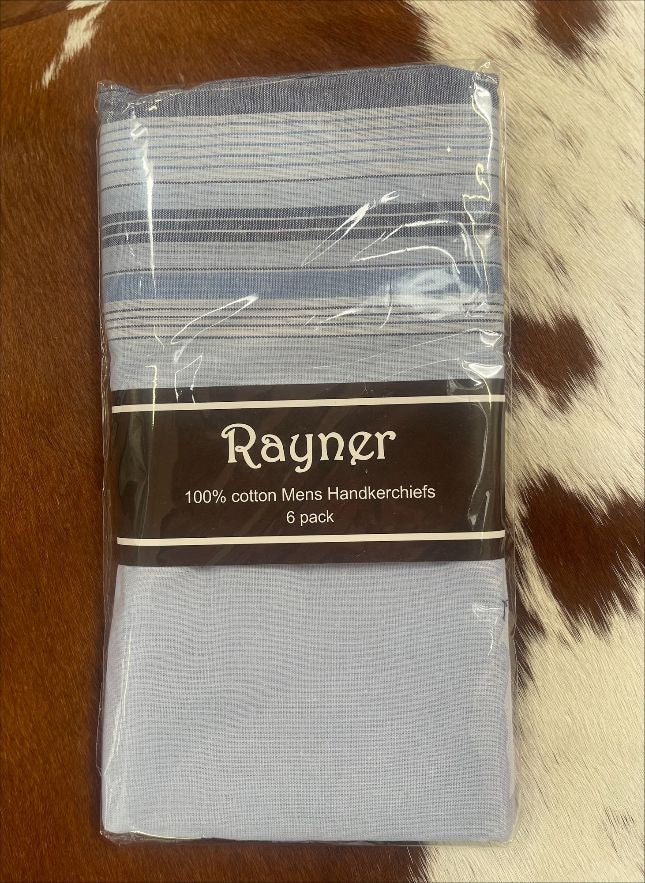 Rayner
100% cotton Mens Handkerchiefs
6 pack